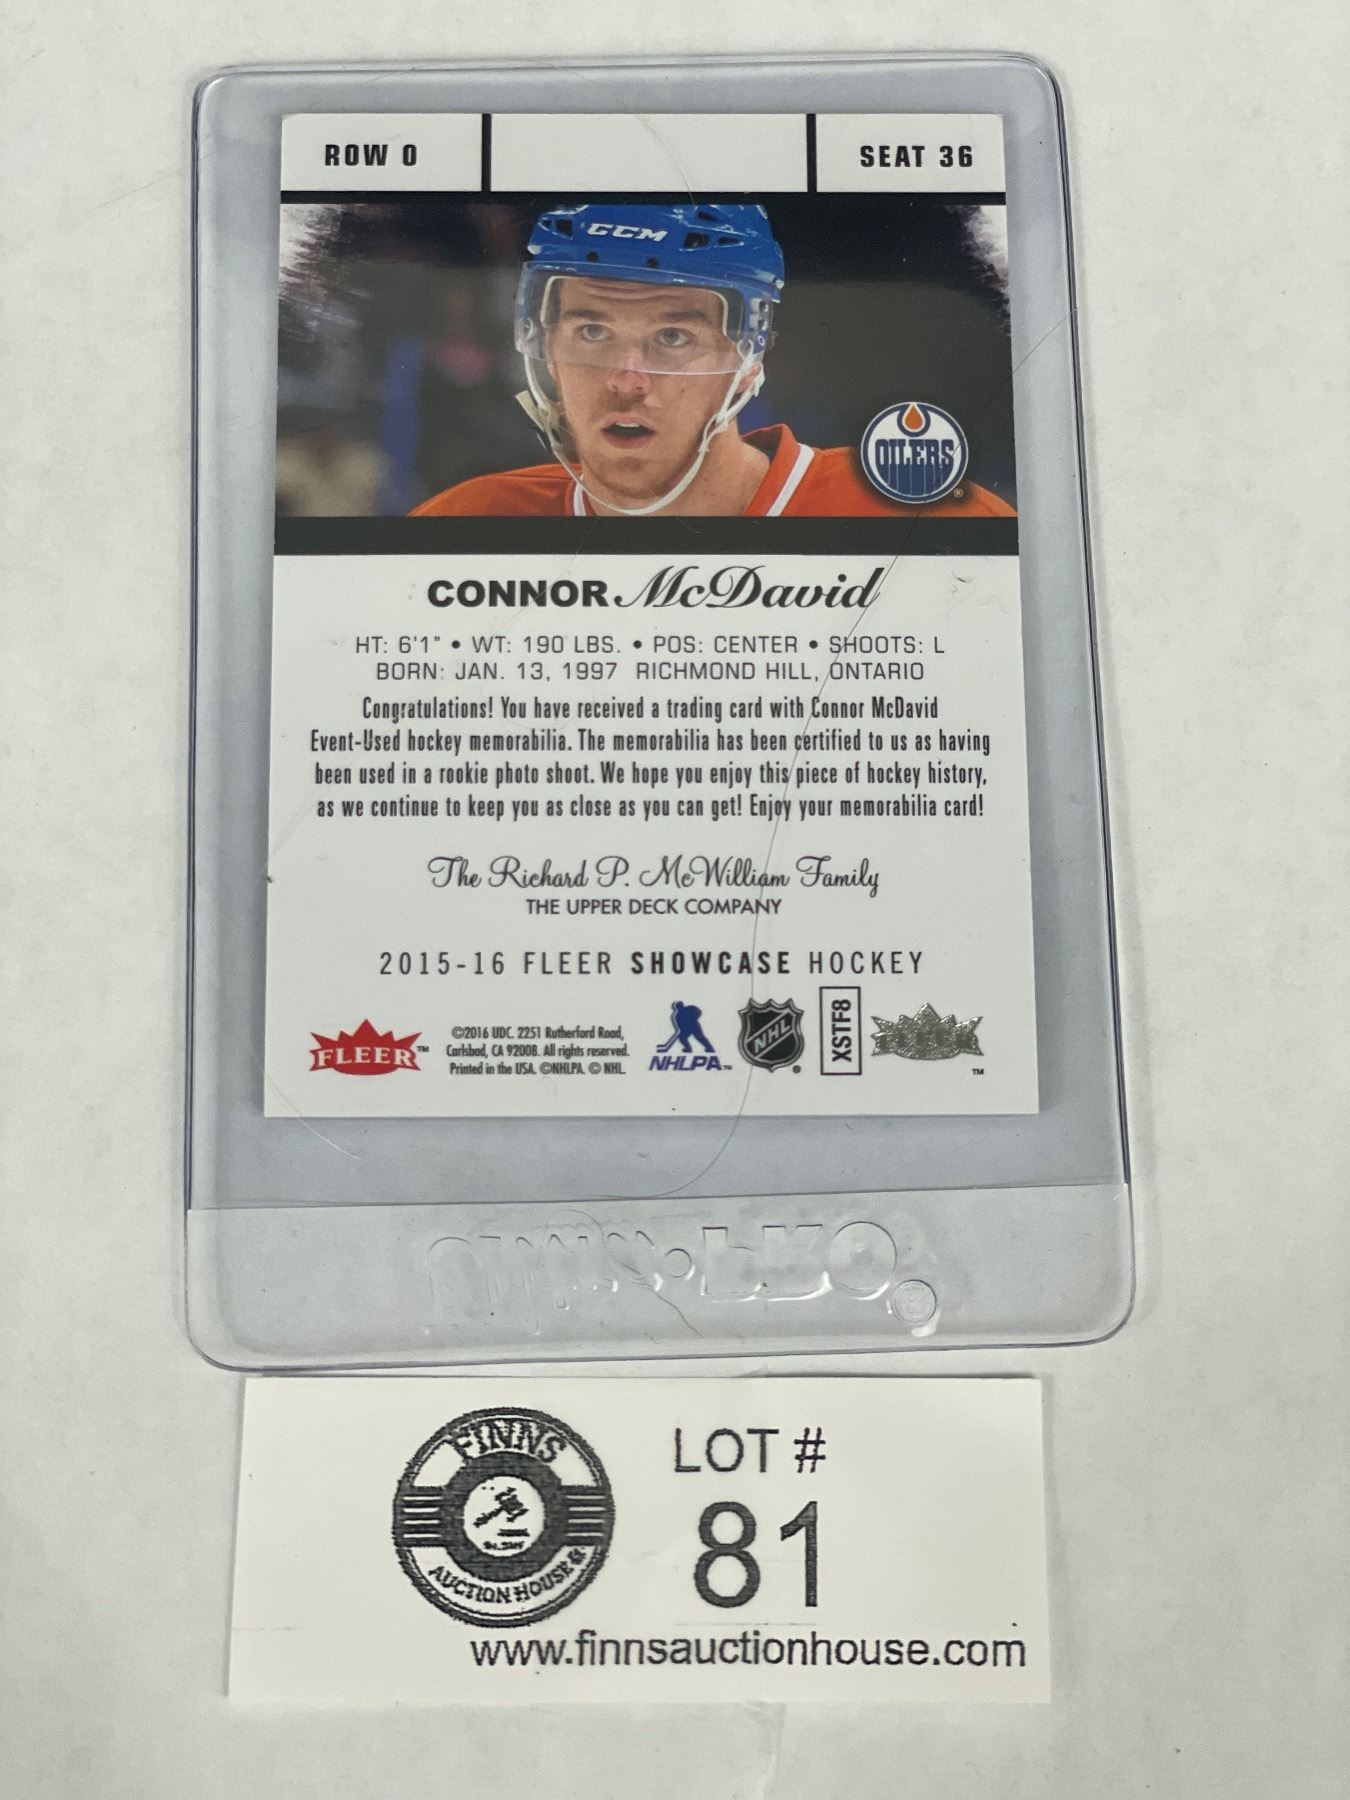 ROW 0
SEAT 36
CCM
OILERS
CONNOR McDavid
HT: 6'1" • WT: 190 LBS. • POS: CENTER • SHOOTS: L
BORN: JAN. 13, 1997 RICHMOND HILL, ONTARIO
Congratulations! You have received a trading card with Connor McDavid
Event-Used hockey memorabilia. The memorabilia has been certified to us as having
been used in a rookie photo shoot. We hope you enjoy this piece of hockey history,
as we continue to keep you as close as you can get! Enjoy your memorabilia card!
The Richard P. McWilliam Family
THE UPPER DECK COMPANY
2015-16 FLEER SHOWCASE HOCKEY
FLEER™
©2016 UDC. 2251 Rutherford Road,
Carlsbad, CA 92008. All rights reserved.
Printed in the USA. ©NHLPA. © NHL.
NHLPA™
NHL
XSTF8
FLEER
™
ULTRA•PRO®
FINNS
AUCTION HOUSE
LOT #
81
www.finnsauctionhouse.com